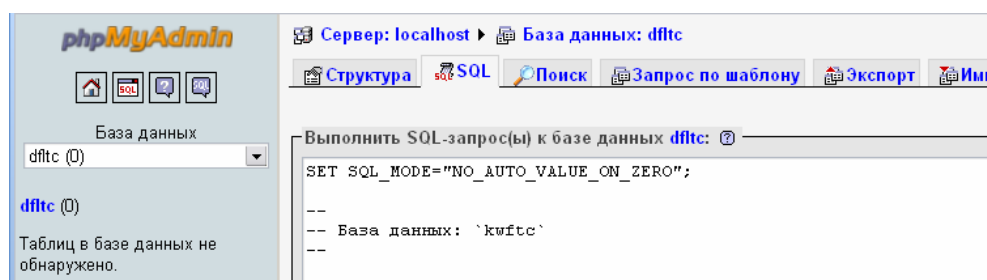 phpMyAdmin
База данных
dfltc (0)
dfltc (0)
Таблиц в базе данных не
обнаружено.
Сервер: localhost База данных: dfltc
Структура SQL Поиск Запрос по шаблону Экспорт
Выполнить SQL-запрос(ы) к базе данных dfltc:
SET SQL_MODE="NO_AUTO_VALUE_ON_ZERO";
--
-- База данных: `kwftc`
--